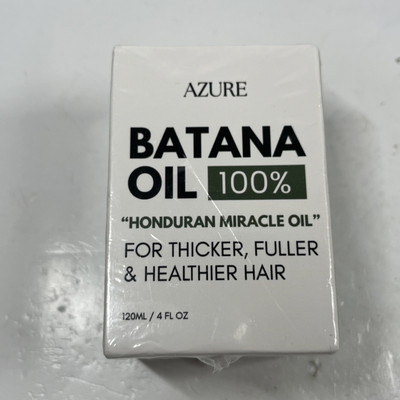 AZURE
BATANA
OIL 100%
“HONDURAN MIRACLE OIL”
FOR THICKER, FULLER
& HEALTHIER HAIR
120ML / 4 FL OZ